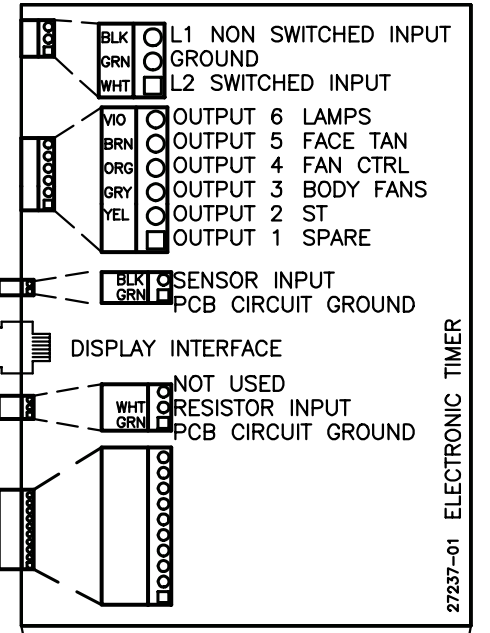 BLK L1 NON SWITCHED INPUT
GRN GROUND
WHT L2 SWITCHED INPUT
VIO OUTPUT 6 LAMPS
BRN OUTPUT 5 FACE TAN
ORG OUTPUT 4 FAN CTRL
GRY OUTPUT 3 BODY FANS
YEL OUTPUT 2 ST
OUTPUT 1 SPARE
BLK SENSOR INPUT
GRN PCB CIRCUIT GROUND
DISPLAY INTERFACE
NOT USED
WHT RESISTOR INPUT
GRN PCB CIRCUIT GROUND
27237-01 ELECTRONIC TIMER